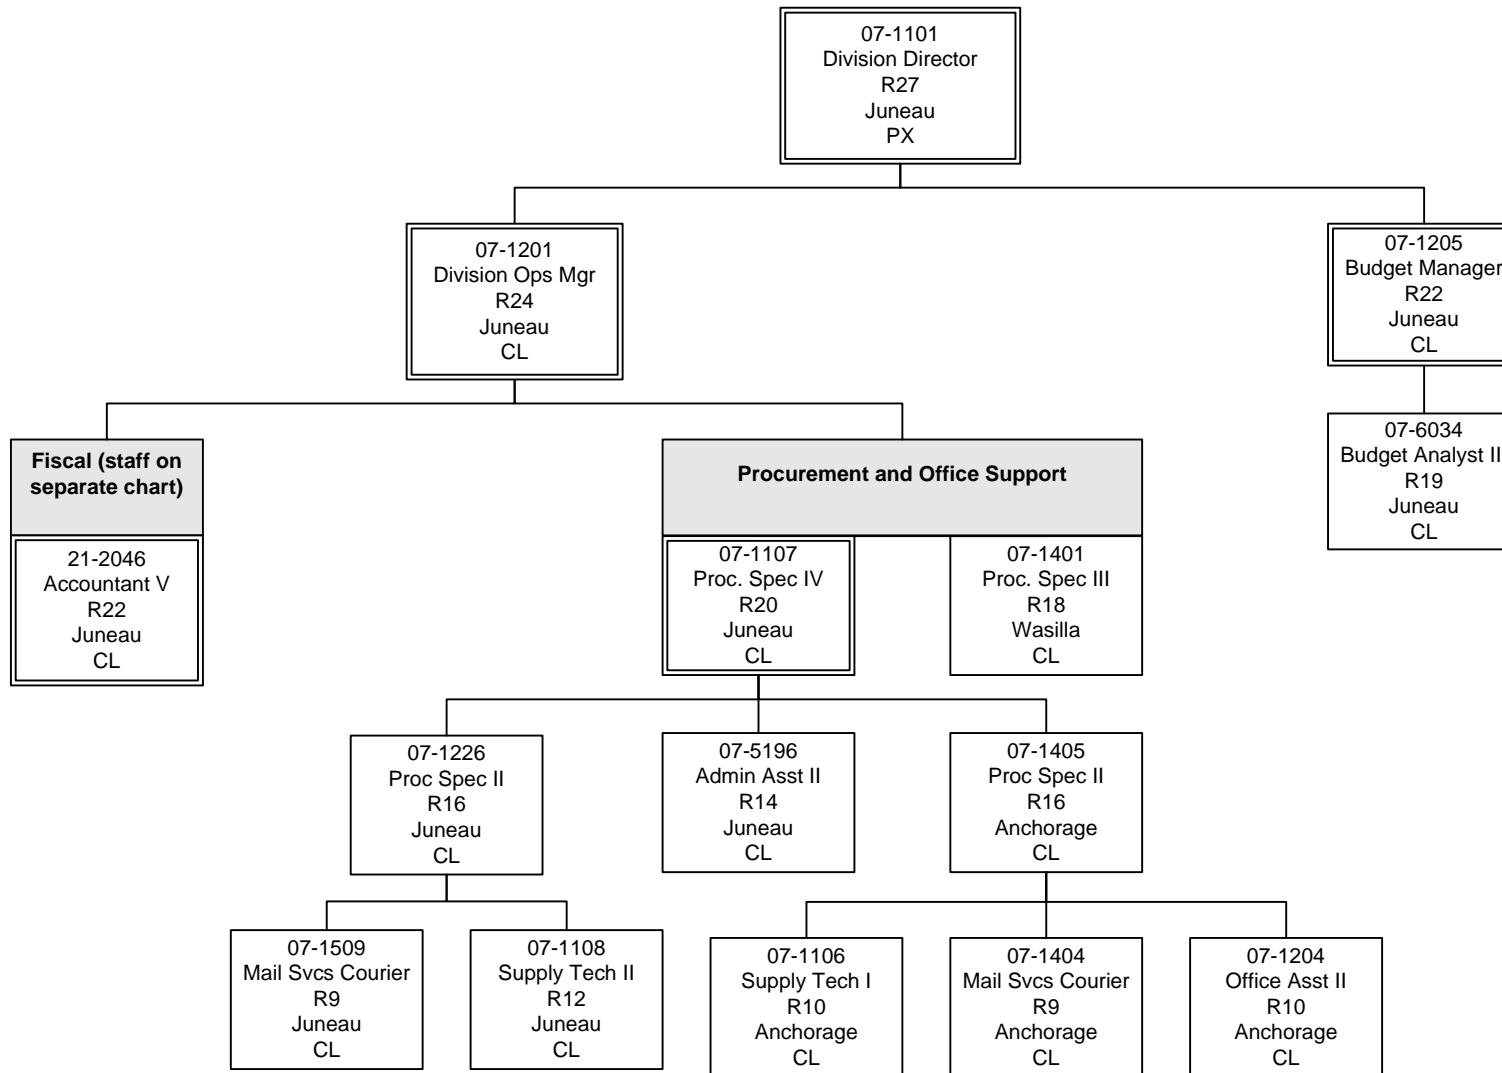 07-1101
Division Director
R27
Juneau
PX
07-1201
Division Ops Mgr
R24
Juneau
CL
07-1205
Budget Manager
R22
Juneau
CL
07-6034
Budget Analyst II
R19
Juneau
CL
Fiscal (staff on
separate chart)
21-2046
Accountant V
R22
Juneau
CL
Procurement and Office Support
07-1107
Proc. Spec IV
R20
Juneau
CL
07-1401
Proc. Spec III
R18
Wasilla
CL
07-1226
Proc Spec II
R16
Juneau
CL
07-5196
Admin Asst II
R14
Juneau
CL
07-1405
Proc Spec II
R16
Anchorage
CL
07-1509
Mail Svcs Courier
R9
Juneau
CL
07-1108
Supply Tech II
R12
Juneau
CL
07-1106
Supply Tech I
R10
Anchorage
CL
07-1404
Mail Svcs Courier
R9
Anchorage
CL
07-1204
Office Asst II
R10
Anchorage
CL